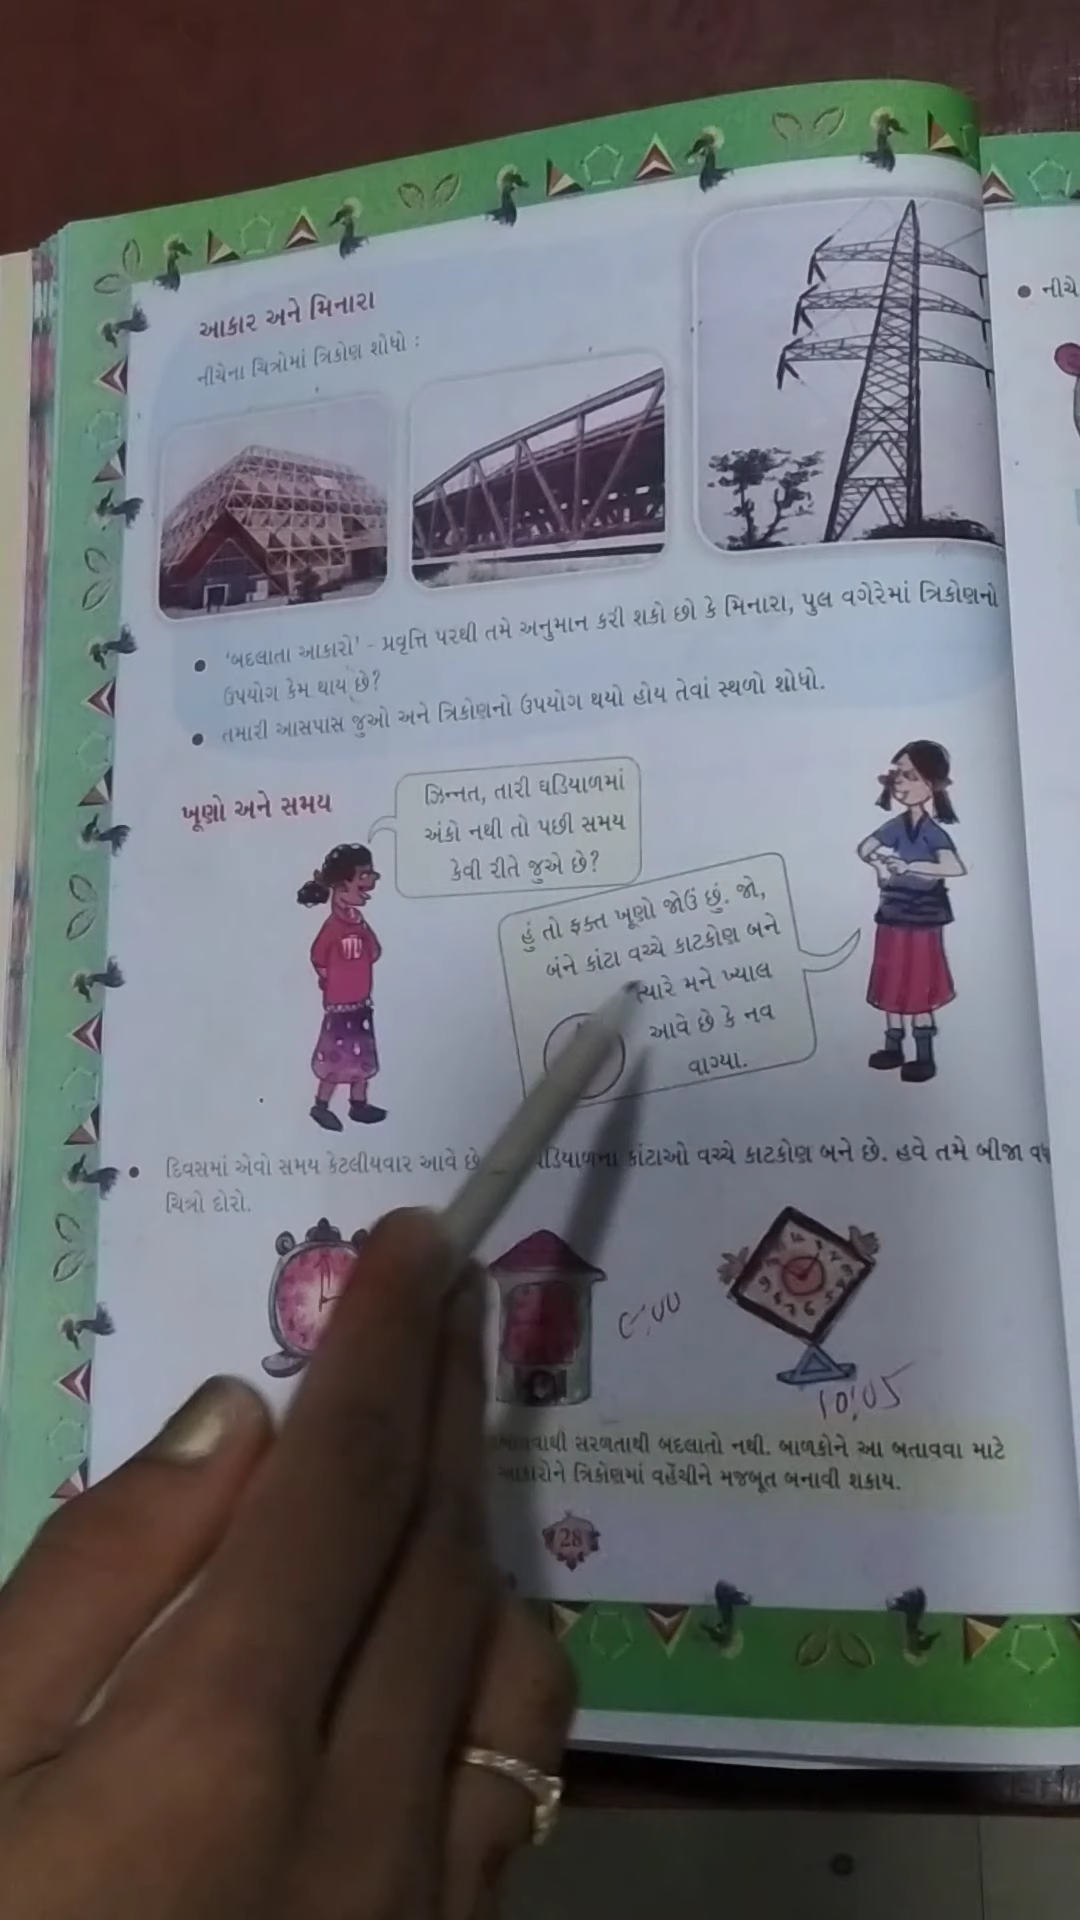 આકાર અને મિનારા
નીચેના ચિત્રોમાં ત્રિકોણ શોધો :
નીચે
'બદલાતા આકારો' - પ્રવૃત્તિ પરથી તમે અનુમાન કરી શકો છો કે મિનારા, પુલ વગેરેમાં ત્રિકોણનો
ઉપયોગ કેમ થાય છે?
તમારી આસપાસ જુઓ અને ત્રિકોણનો ઉપયોગ થયો હોય તેવાં સ્થળો શોધો.
ખૂણો અને સમય
ઝિન્નત, તારી ઘડિયાળમાં
અંકો નથી તો પછી સમય
કેવી રીતે જુએ છે?
હું તો ફક્ત ખૂણો જોઉં છું. જો,
બંને કાંટા વચ્ચે કાટકોણ બને
ત્યારે મને ખ્યાલ
આવે છે કે નવ
વાગ્યા.
દિવસમાં એવો સમય કેટલીયવાર આવે છે કાંટાઓ વચ્ચે કાટકોણ બને છે. હવે તમે બીજા
ચિત્રો દોરો.
10:05
સરળતાથી બદલાતો નથી. બાળકોને આ બતાવવા માટે
આકારોને ત્રિકોણમાં વહેંચીને મજબૂત બનાવી શકાય.
28